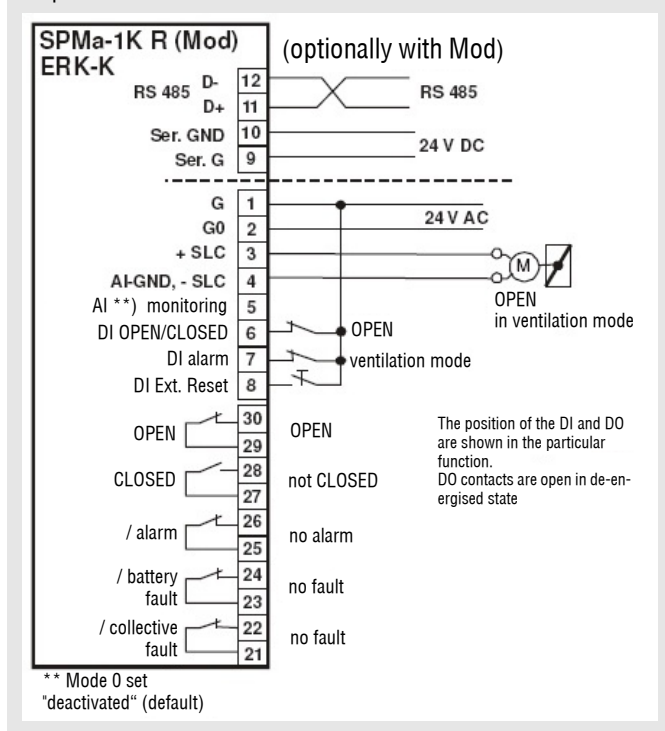 SPMa-1K R (Mod)
ERK-K
(optionally with Mod)
RS 485 D- 12 RS 485
D+ 11
Ser. GND 10 24 V DC
Ser. G 9
G 1 24 V AC
G0 2
+ SLC 3
M
AI-GND, - SLC 4
OPEN
in ventilation mode
AI **) monitoring 5
DI OPEN/CLOSED 6 OPEN
DI alarm 7 ventilation mode
DI Ext. Reset 8
OPEN 30 OPEN
29
CLOSED 28 not CLOSED
27
/ alarm 26 no alarm
25
/ battery 24 no fault
fault 23
/ collective 22 no fault
fault 21
The position of the DI and DO
are shown in the particular
function.
DO contacts are open in de-en-
ergised state
** Mode 0 set
"deactivated“ (default)